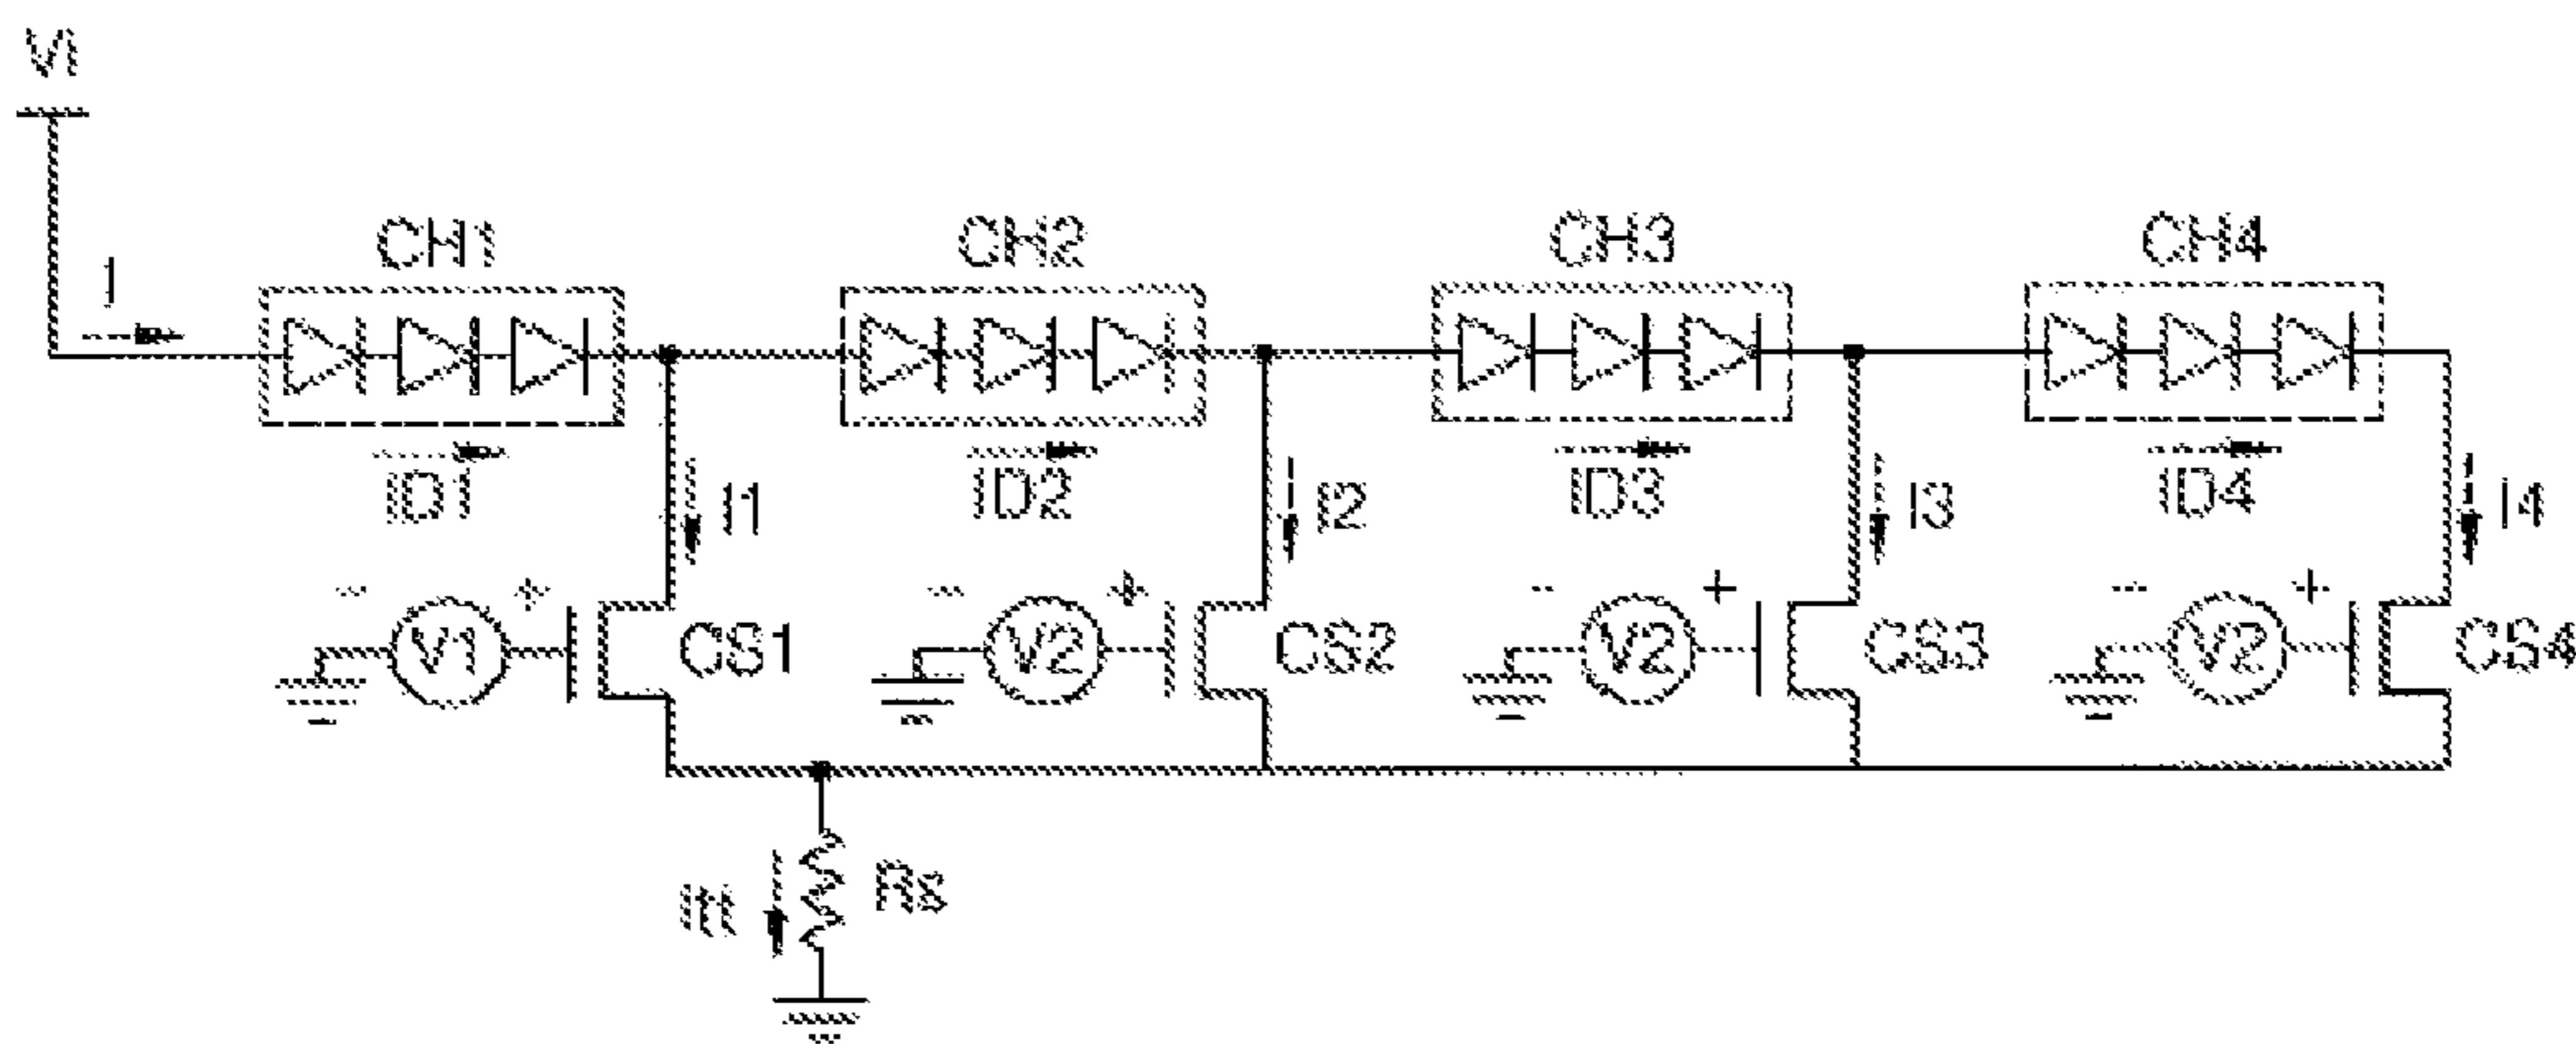 Vi
I
CH1 CH2 CH3 CH4
ID1 ID2 ID3 ID4
I1 I2 I3 I4
- + - + - + - +
V1 CS1 V2 CS2 V2 CS3 V2 CS4
Itt Rs